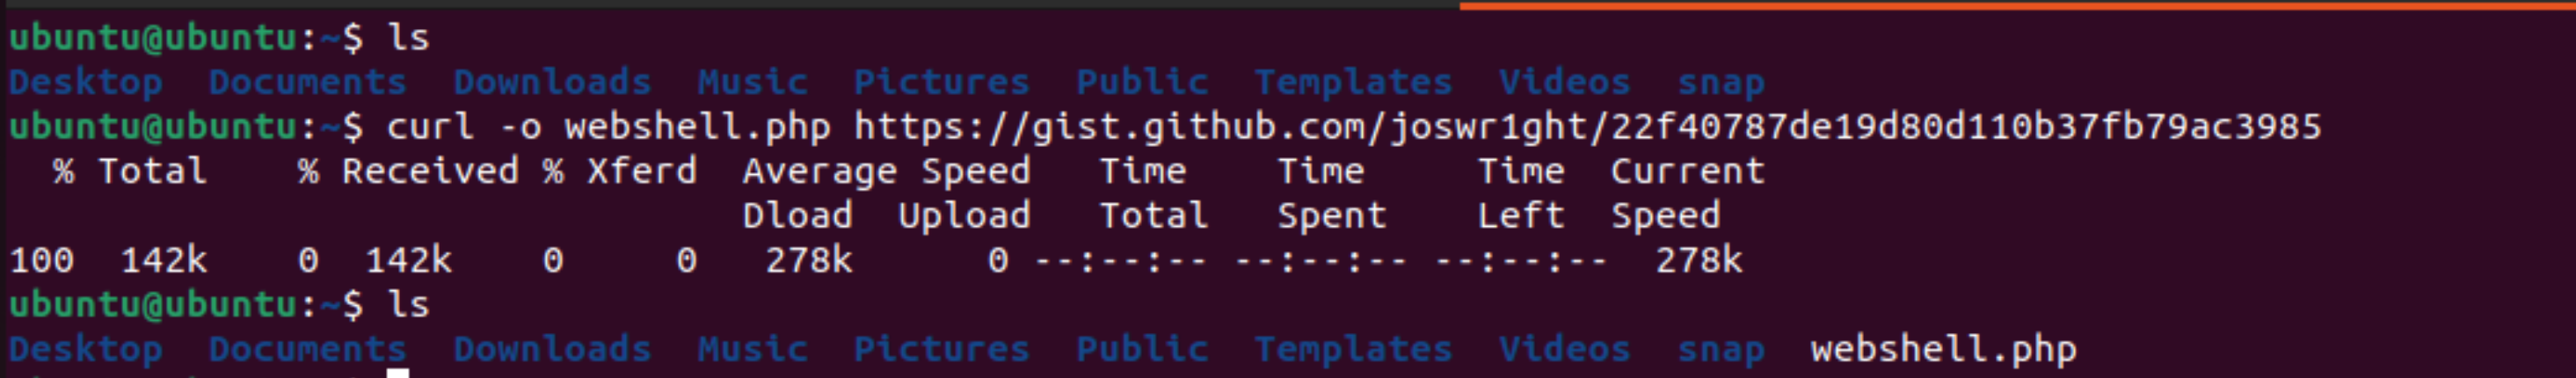 ubuntu@ubuntu:~$ ls
Desktop  Documents  Downloads  Music  Pictures  Public  Templates  Videos  snap
ubuntu@ubuntu:~$ curl -o webshell.php https://gist.github.com/joswr1ght/22f40787de19d80d110b37fb79ac3985
  % Total    % Received % Xferd  Average Speed   Time    Time     Time  Current
                                 Dload  Upload   Total   Spent    Left  Speed
100  142k    0  142k    0     0   278k      0 --:--:-- --:--:-- --:--:--  278k
ubuntu@ubuntu:~$ ls
Desktop  Documents  Downloads  Music  Pictures  Public  Templates  Videos  snap  webshell.php